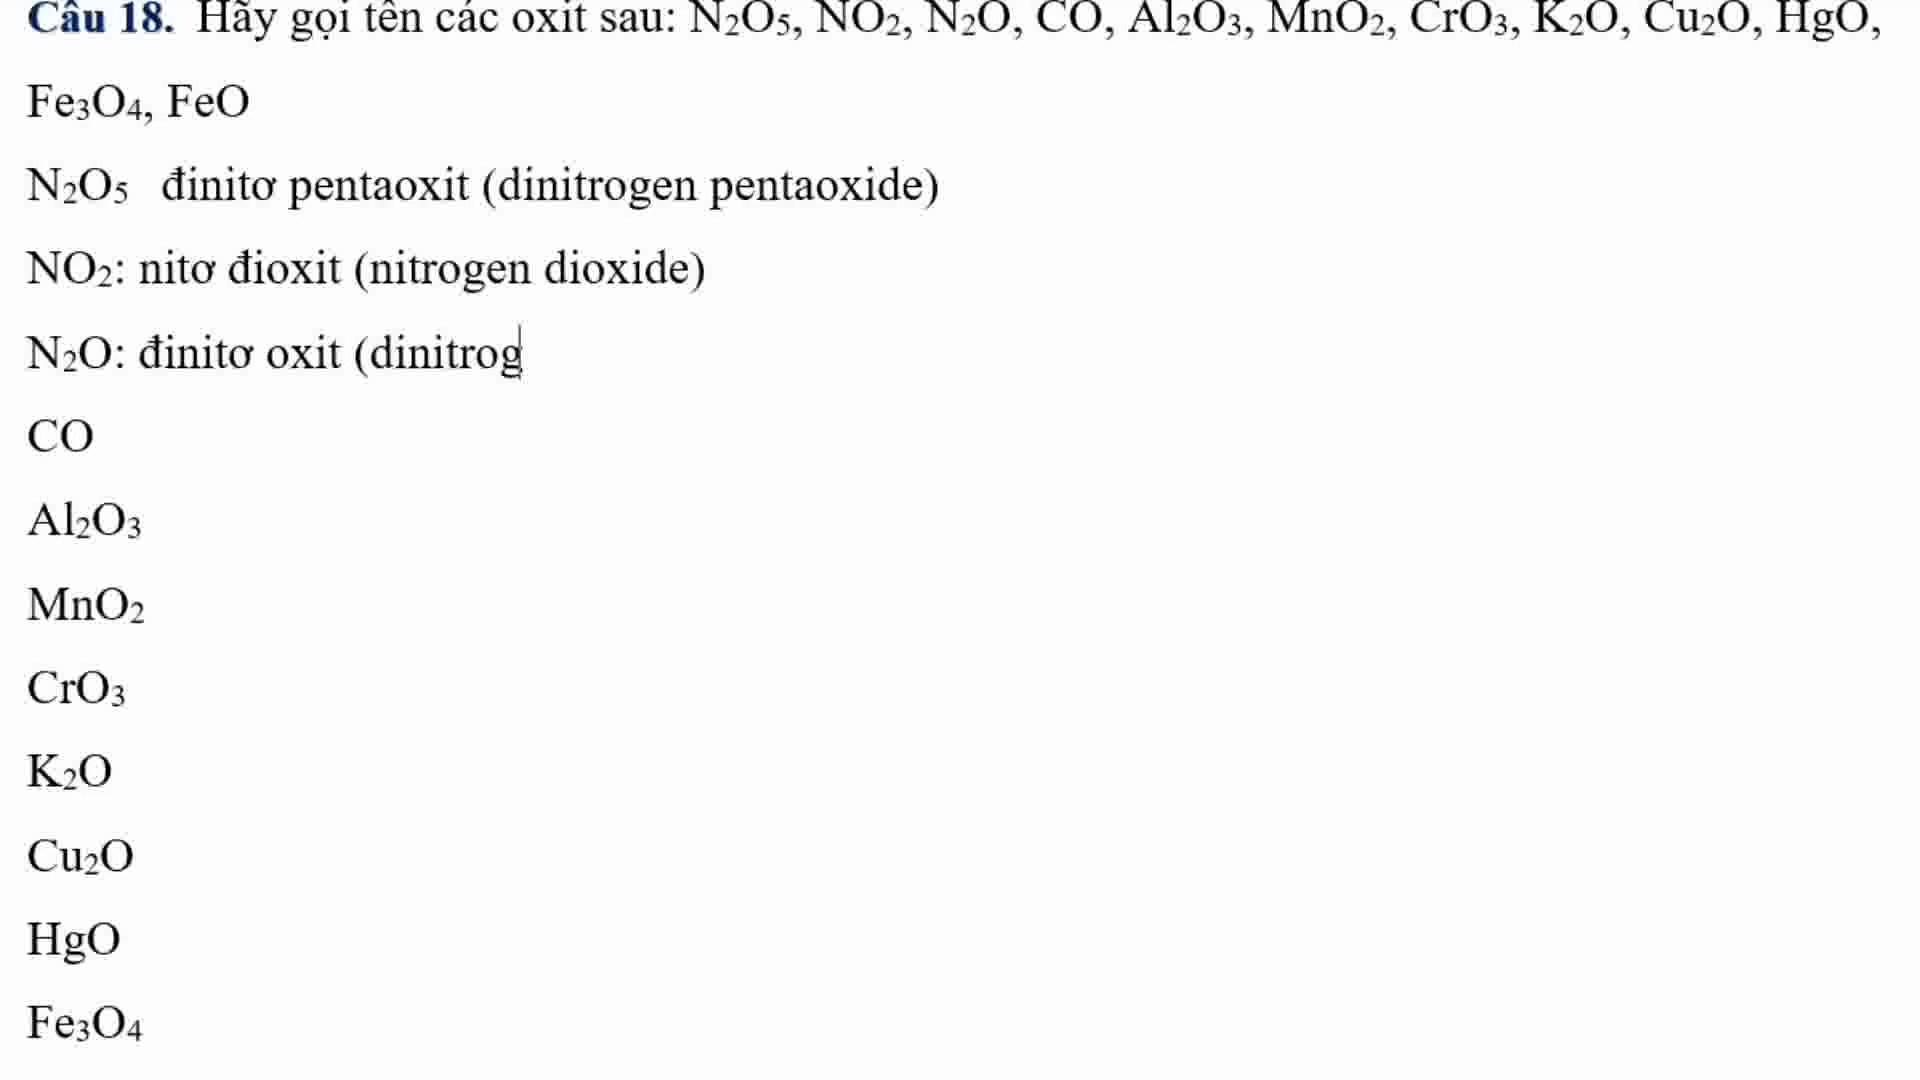 Câu 18. Hãy gọi tên các oxit sau: N₂O₅, NO₂, N₂O, CO, Al₂O₃, MnO₂, CrO₃, K₂O, Cu₂O, HgO,
Fe₃O₄, FeO
N₂O₅ đinitơ pentaoxit (dinitrogen pentaoxide)
NO₂: nitơ đioxit (nitrogen dioxide)
N₂O: đinitơ oxit (dinitrog
CO
Al₂O₃
MnO₂
CrO₃
K₂O
Cu₂O
HgO
Fe₃O₄